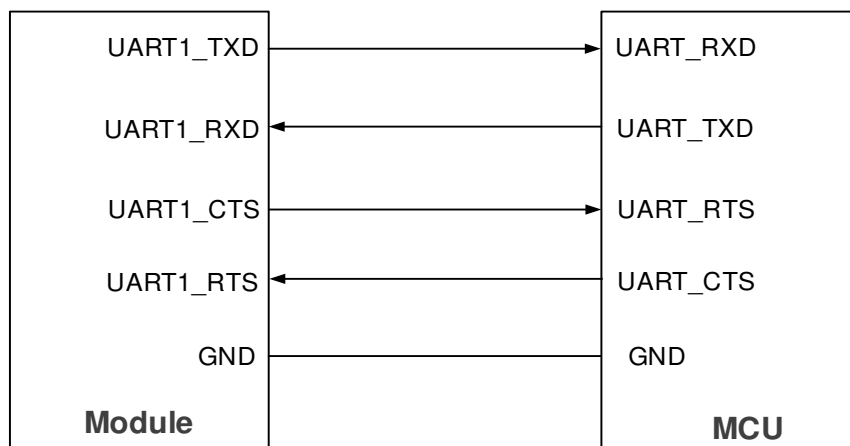 UART1_TXD UART_RXD
UART1_RXD UART_TXD
UART1_CTS UART_RTS
UART1_RTS UART_CTS
GND GND
Module MCU